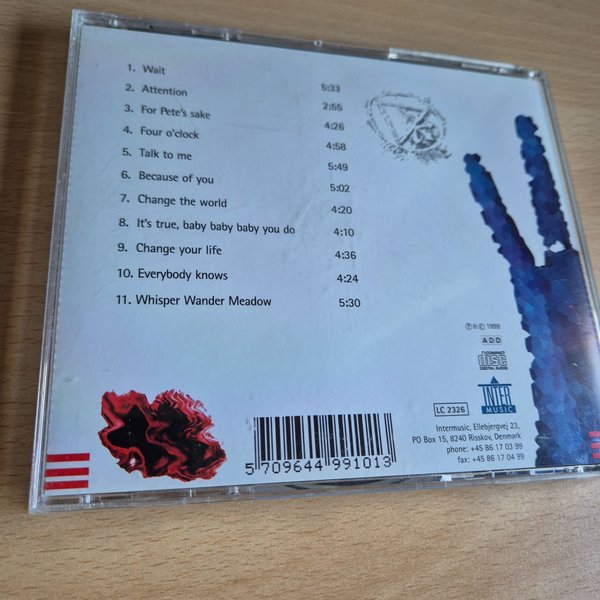 1. Wait 5:33
2. Attention 2:55
3. For Pete's sake 4:26
4. Four o'clock 4:58
5. Talk to me 5:49
6. Because of you 5:02
7. Change the world 4:20
8. It's true, baby baby baby you do 4:10
9. Change your life 4:36
10. Everybody knows 4:24
11. Whisper Wander Meadow 5:30
℗ © 1999
ADD
COMPACT
disc
DIGITAL AUDIO
LC 2326
INTER
MUSIC
Intermusic, Ellebjergvej 23,
PO Box 15, 8240 Risskov, Denmark
phone: +45 86 17 03 99
fax: +45 86 17 04 99
5 709644 991013